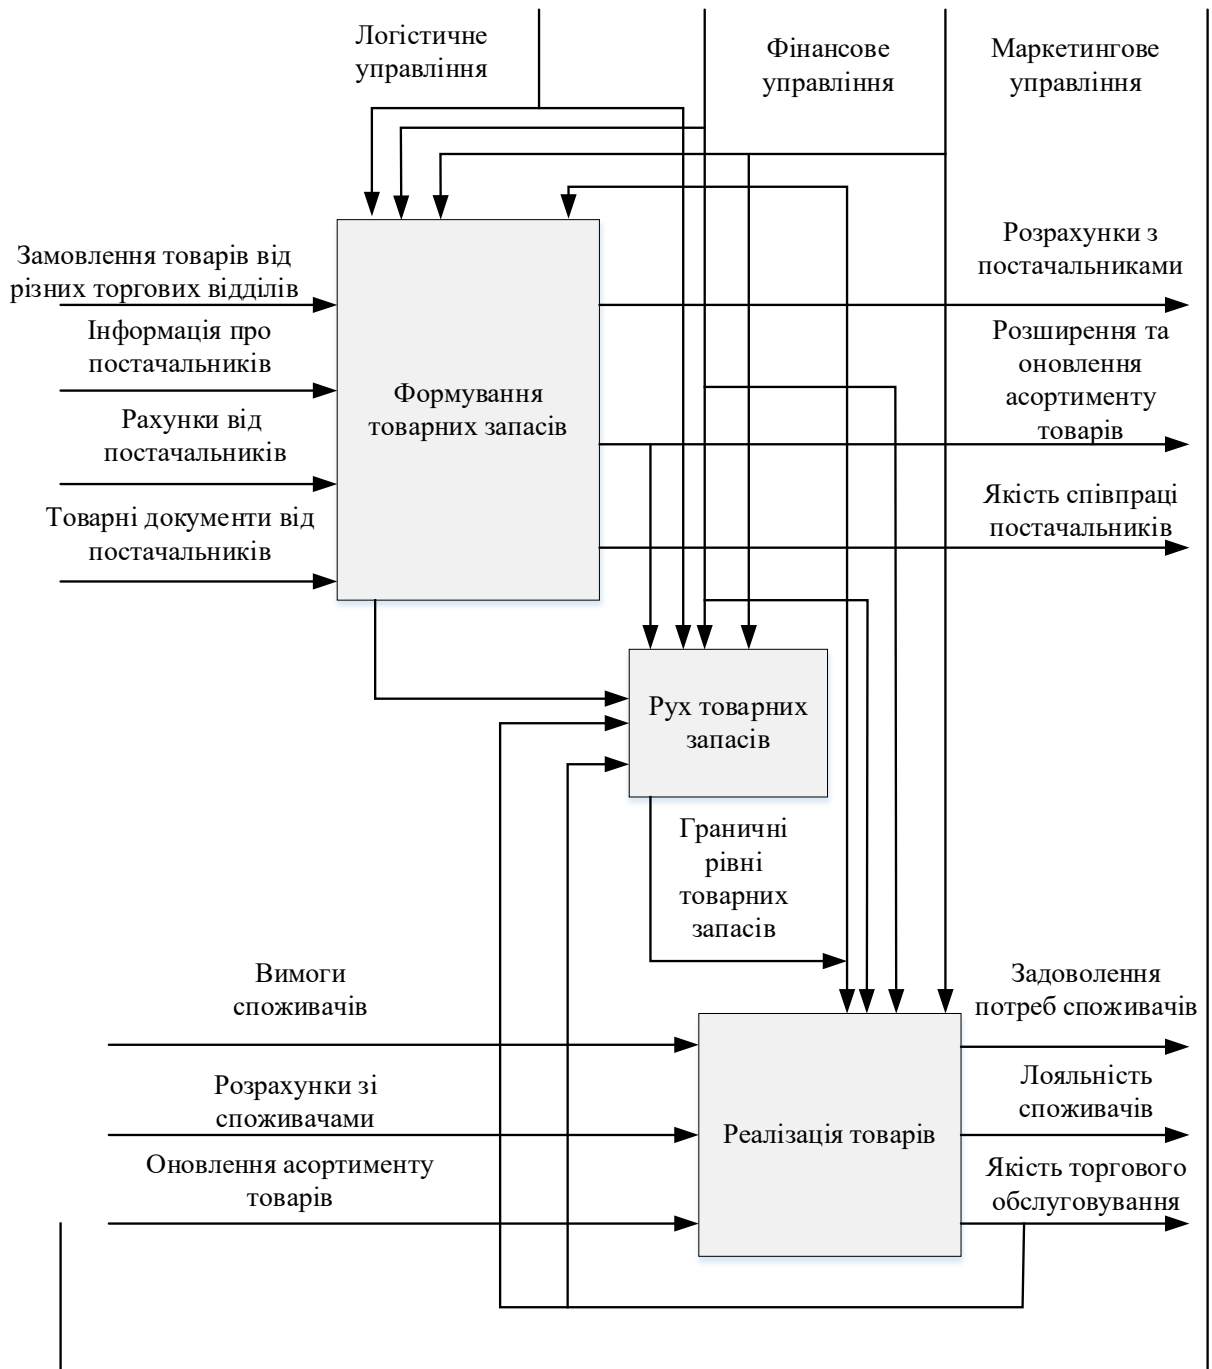 Логістичне
управління
Фінансове
управління
Маркетингове
управління
Замовлення товарів від
різних торгових відділів
Інформація про
постачальників
Рахунки від
постачальників
Товарні документи від
постачальників
Формування
товарних запасів
Розрахунки з
постачальниками
Розширення та
оновлення
асортименту
товарів
Якість співпраці
постачальників
Рух товарних
запасів
Граничні
рівні
товарних
запасів
Вимоги
споживачів
Розрахунки зі
споживачами
Оновлення асортименту
товарів
Реалізація товарів
Задоволення
потреб споживачів
Лояльність
споживачів
Якість торгового
обслуговування